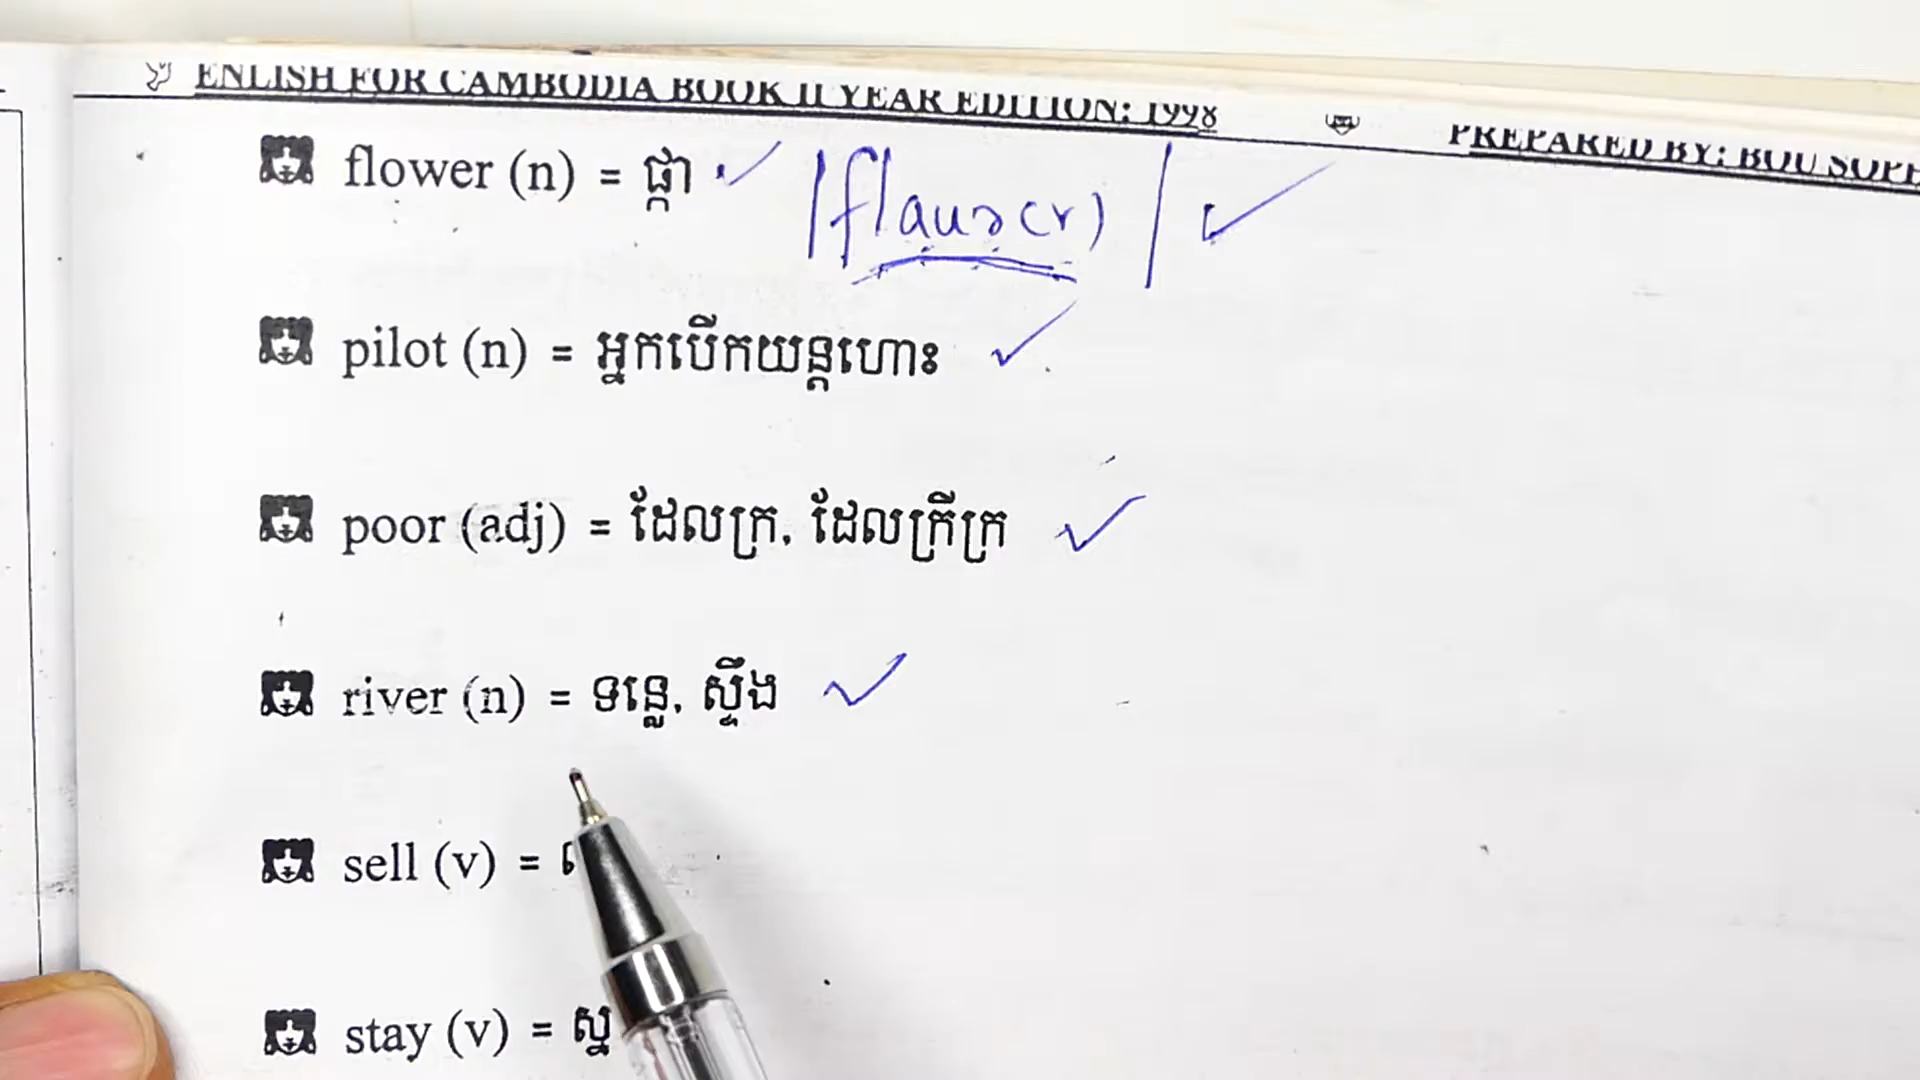 ENLISH FOR CAMBODIA BOOK II YEAR EDITION: 1998 PREPARED BY: BOU
flower (n) = ផ្កា /flauə(r)/
pilot (n) = អ្នកបើកយន្តហោះ
poor (adj) = ដែលក្រ, ដែលក្រីក្រ
river (n) = ទន្លេ, ស្ទឹង
sell (v) =
stay (v) =